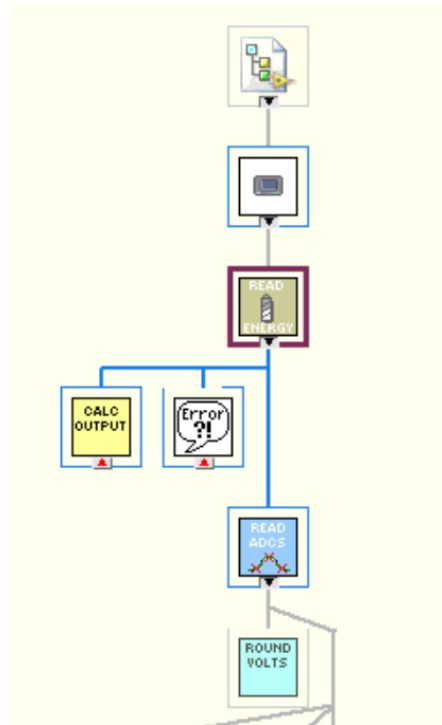 READ
ENERGY
CALC
OUTPUT
Error
?!
READ
ADCS
ROUND
VOLTS